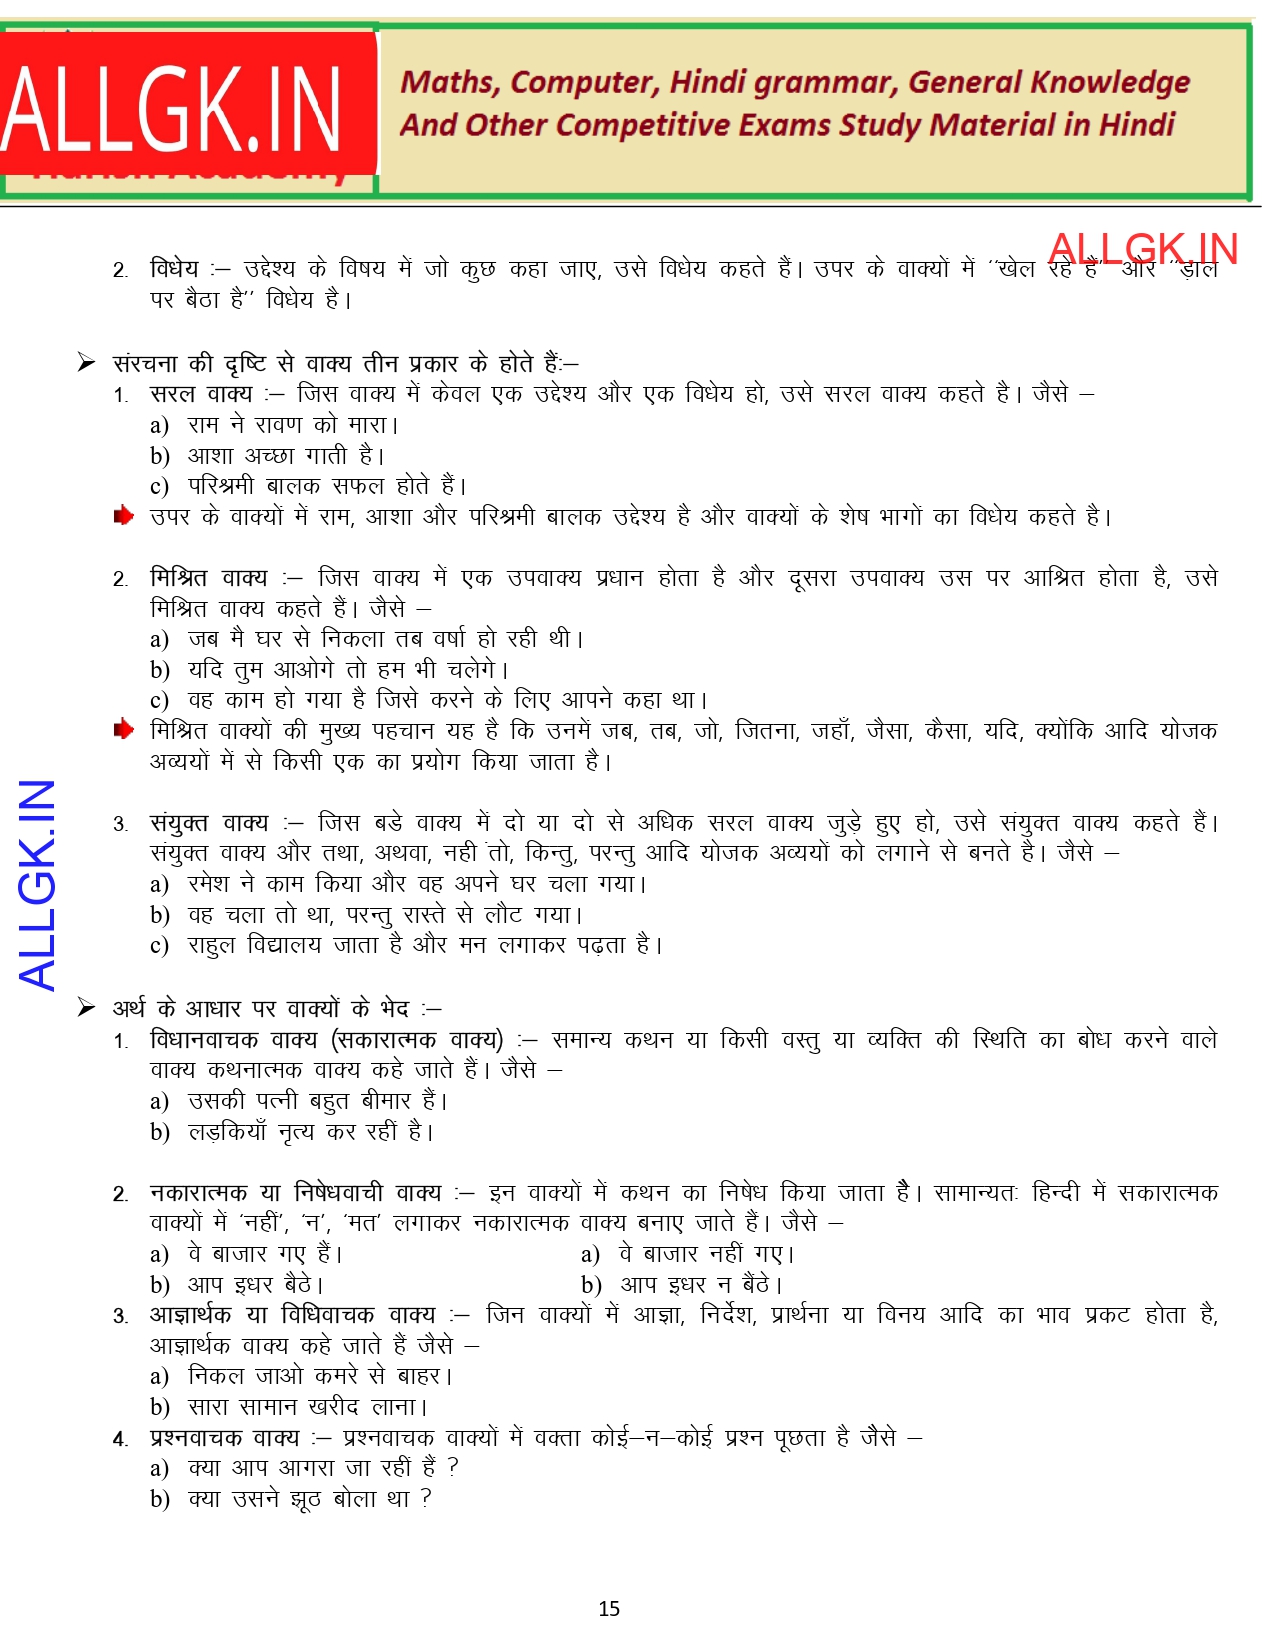 ALLGK.IN
Maths, Computer, Hindi grammar, General Knowledge
And Other Competitive Exams Study Material in Hindi
ALLGK.IN
2. विधेय :– उद्देश्य के विषय में जो कुछ कहा जाए, उसे विधेय कहते हैं। उपर के वाक्यों में ‘‘खेल रहे हैं’’ और ‘‘ड़ाल
पर बैठा है’’ विधेय है।
➢ संरचना की दृष्टि से वाक्य तीन प्रकार के होते हैं:–
1. सरल वाक्य :– जिस वाक्य में केवल एक उद्देश्य और एक विधेय हो, उसे सरल वाक्य कहते है। जैसे –
a) राम ने रावण को मारा।
b) आशा अच्छा गाती है।
c) परिश्रमी बालक सफल होते हैं।
उपर के वाक्यों में राम, आशा और परिश्रमी बालक उद्देश्य है और वाक्यों के शेष भागों का विधेय कहते है।
2. मिश्रित वाक्य :– जिस वाक्य में एक उपवाक्य प्रधान होता है और दूसरा उपवाक्य उस पर आश्रित होता है, उसे
मिश्रित वाक्य कहते हैं। जैसे –
a) जब मै घर से निकला तब वर्षा हो रही थी।
b) यदि तुम आओगे तो हम भी चलेगे।
c) वह काम हो गया है जिसे करने के लिए आपने कहा था।
मिश्रित वाक्यों की मुख्य पहचान यह है कि उनमें जब, तब, जो, जितना, जहाँ, जैसा, कैसा, यदि, क्योंकि आदि योजक
अव्ययों में से किसी एक का प्रयोग किया जाता है।
3. संयुक्त वाक्य :– जिस बडे वाक्य में दो या दो से अधिक सरल वाक्य जुड़े हुए हो, उसे संयुक्त वाक्य कहते हैं।
संयुक्त वाक्य और तथा, अथवा, नही ंतो, किन्तु, परन्तु आदि योजक अव्ययों को लगाने से बनते है। जैसे –
a) रमेश ने काम किया और वह अपने घर चला गया।
b) वह चला तो था, परन्तु रास्ते से लौट गया।
c) राहुल विद्यालय जाता है और मन लगाकर पढ़ता है।
ALLGK.IN
➢ अर्थ के आधार पर वाक्यों के भेद :–
1. विधानवाचक वाक्य (सकारात्मक वाक्य) :– समान्य कथन या किसी वस्तु या व्यक्ति की स्थिति का बोध करने वाले
वाक्य कथनात्मक वाक्य कहे जाते हैं। जैसे –
a) उसकी पत्नी बहुत बीमार हैं।
b) लड़कियाँ नृत्य कर रहीं है।
2. नकारात्मक या निषेधवाची वाक्य :– इन वाक्यों में कथन का निषेध किया जाता है। सामान्यतः हिन्दी में सकारात्मक
वाक्यों में ‘नहीं’, ‘न’, ‘मत’ लगाकर नकारात्मक वाक्य बनाए जाते हैं। जैसे –
a) वे बाजार गए हैं। a) वे बाजार नहीं गए।
b) आप इधर बैठे। b) आप इधर न बैंठे।
3. आज्ञार्थक या विधिवाचक वाक्य :– जिन वाक्यों में आज्ञा, निर्देश, प्रार्थना या विनय आदि का भाव प्रकट होता है,
आज्ञार्थक वाक्य कहे जाते हैं जैसे –
a) निकल जाओ कमरे से बाहर।
b) सारा सामान खरीद लाना।
4. प्रश्नवाचक वाक्य :– प्रश्नवाचक वाक्यों में वक्ता कोई–न–कोई प्रश्न पूछता है जैसे –
a) क्या आप आगरा जा रहीं हैं ?
b) क्या उसने झूठ बोला था ?
15